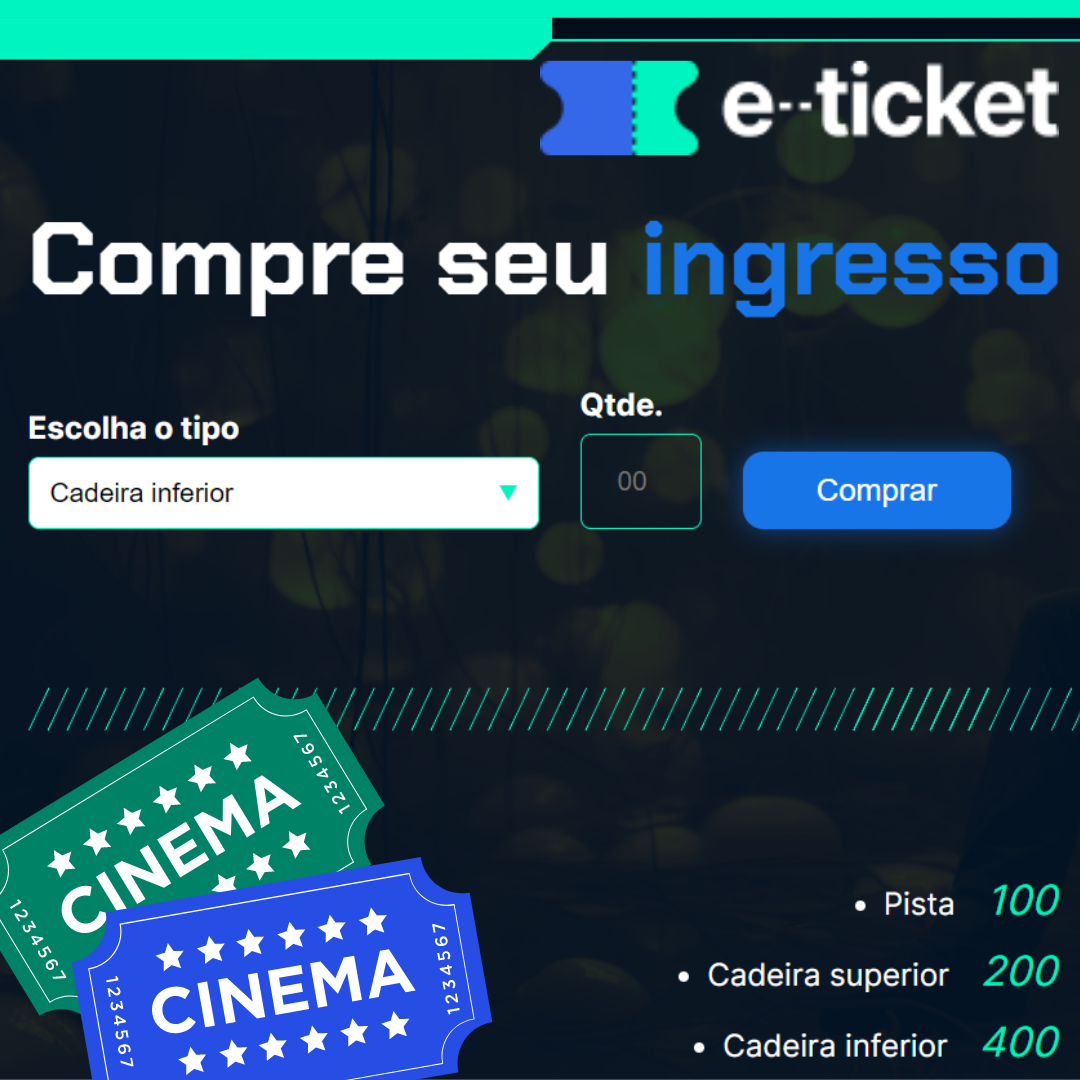 e--ticket
Compre seu ingresso
Escolha o tipo
Qtde.
Cadeira inferior
00
Comprar
CINEMA
1234567
1234567
CINEMA
1234567
1234567
Pista 100
Cadeira superior 200
Cadeira inferior 400